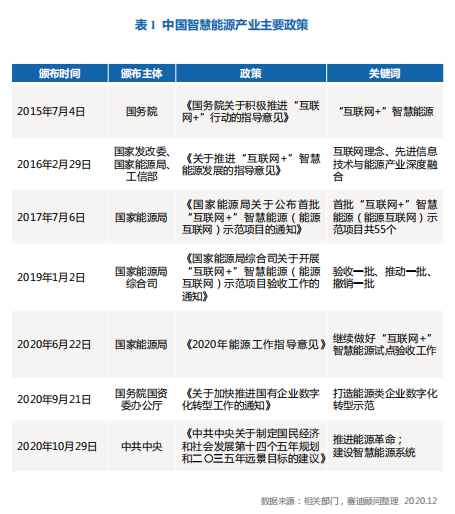 表 1 中国智慧能源产业主要政策
颁布时间 颁布主体 政策 关键词
2015年7月4日
国务院
《国务院关于积极推进“互联
网+”行动的指导意见》
“互联网+”智慧能源
2016年2月29日
国家发改委、
国家能源局、
工信部
《关于推进“互联网+”智慧
能源发展的指导意见》
互联网理念、先进信息
技术与能源产业深度融
合
2017年7月6日
国家能源局
《国家能源局关于公布首批
“互联网+”智慧能源（能源
互联网）示范项目的通知》
首批“互联网+”智慧
能源（能源互联网）示
范项目共55个
2019年1月2日
国家能源局
综合司
《国家能源局综合司关于开展
“互联网+”智慧能源（能源
互联网）示范项目验收工作的
通知》
验收一批、推动一批、
撤销一批
2020年6月22日
国家能源局
《2020年能源工作指导意见》
继续做好“互联网+”
智慧能源试点验收工作
2020年9月21日
国务院国资
委办公厅
《关于加快推进国有企业数字
化转型工作的通知》
打造能源类企业数字化
转型示范
2020年10月29日
中共中央
《中共中央关于制定国民经济
和社会发展第十四个五年规划
和二〇三五年远景目标的建议》
推进能源革命；
建设智慧能源系统
数据来源：相关部门，赛迪顾问整理 2020.12